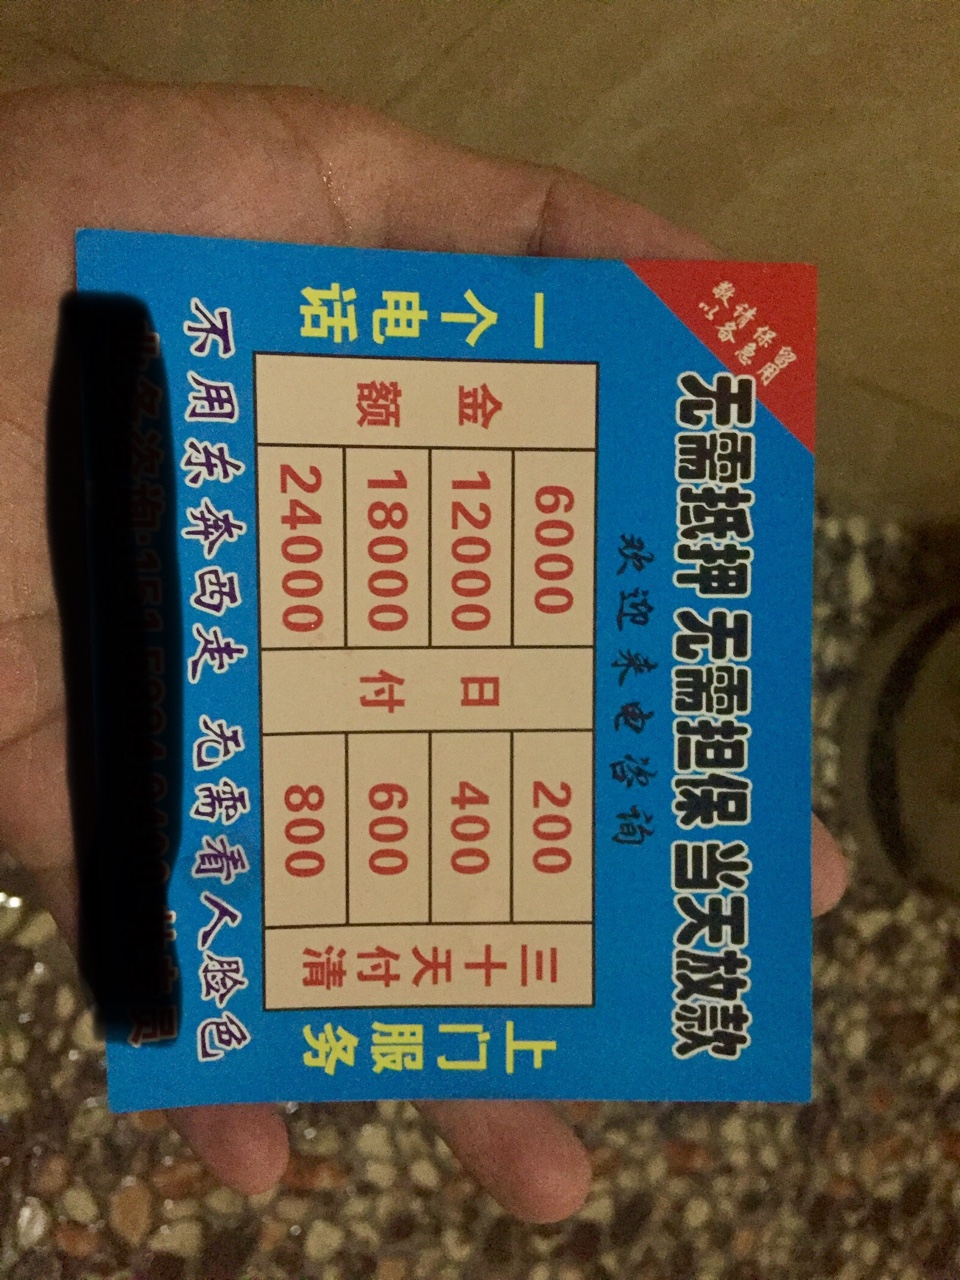 敬请保留
以备急用
无需抵押 无需担保 当天放款
欢迎来电咨询
一个电话
金额 6000 日付 200 三十天付清
12000 400
18000 600
24000 800
上门服务
不用东奔西走 无需看人脸色